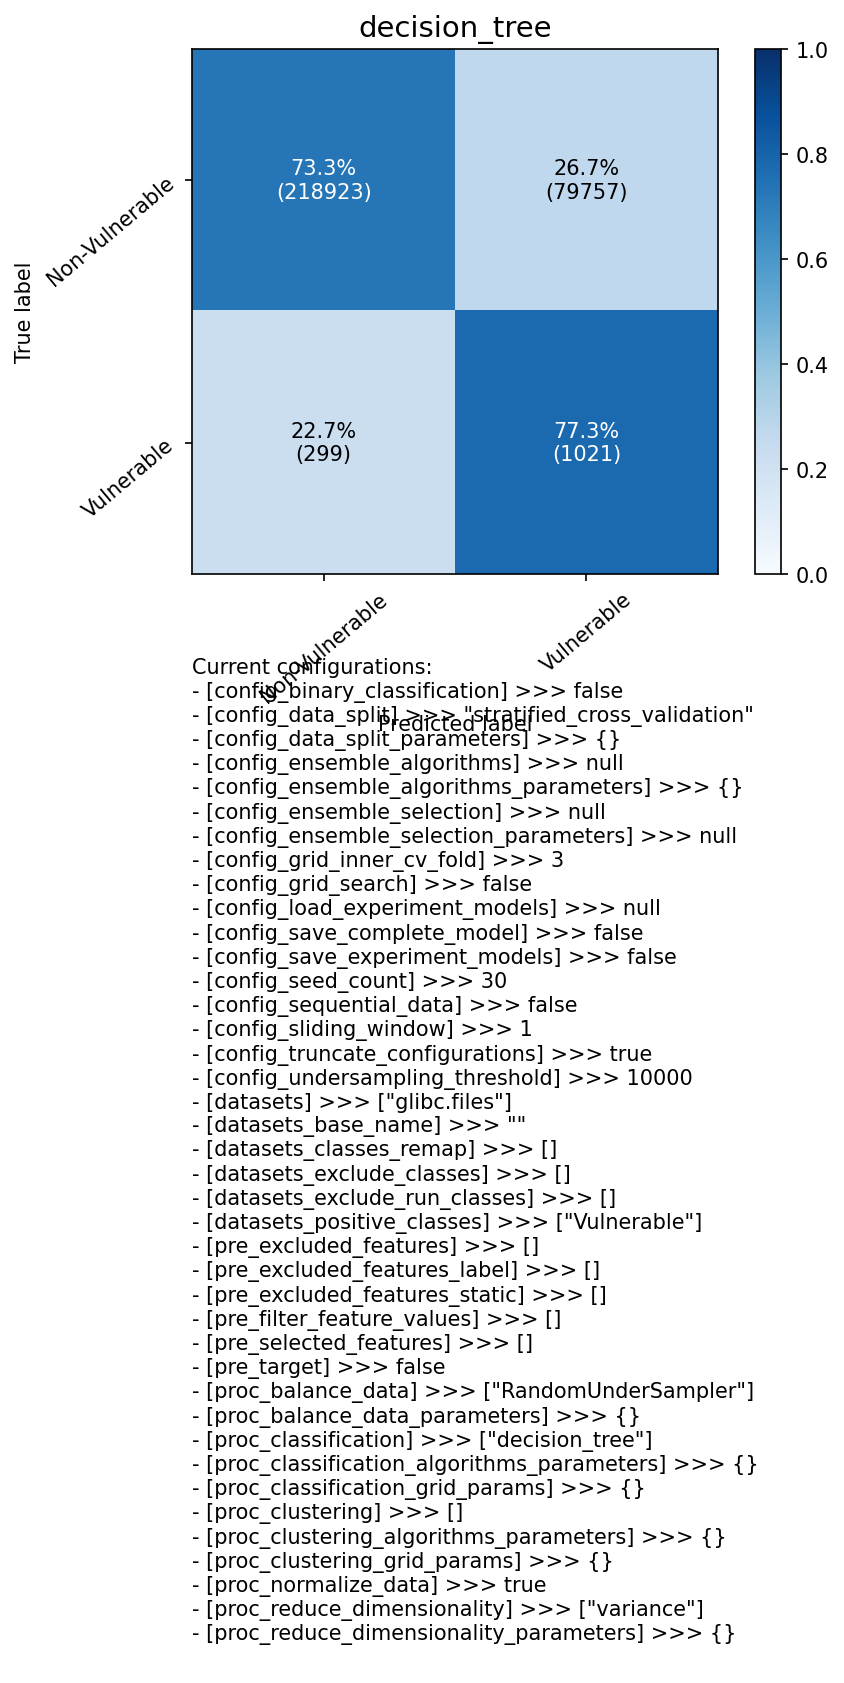 decision_tree
1.0
73.3%
(218923)
26.7%
(79757)
0.8
Non-Vulnerable
0.6
True label
0.4
22.7%
(299)
77.3%
(1021)
Vulnerable
0.2
0.0
Non-Vulnerable
Vulnerable
Predicted label
Current configurations:
- [config_binary_classification] >>> false
- [config_data_split] >>> "stratified_cross_validation"
- [config_data_split_parameters] >>> {}
- [config_ensemble_algorithms] >>> null
- [config_ensemble_algorithms_parameters] >>> {}
- [config_ensemble_selection] >>> null
- [config_ensemble_selection_parameters] >>> null
- [config_grid_inner_cv_fold] >>> 3
- [config_grid_search] >>> false
- [config_load_experiment_models] >>> null
- [config_save_complete_model] >>> false
- [config_save_experiment_models] >>> false
- [config_seed_count] >>> 30
- [config_sequential_data] >>> false
- [config_sliding_window] >>> 1
- [config_truncate_configurations] >>> true
- [config_undersampling_threshold] >>> 10000
- [datasets] >>> ["glibc.files"]
- [datasets_base_name] >>> ""
- [datasets_classes_remap] >>> []
- [datasets_exclude_classes] >>> []
- [datasets_exclude_run_classes] >>> []
- [datasets_positive_classes] >>> ["Vulnerable"]
- [pre_excluded_features] >>> []
- [pre_excluded_features_label] >>> []
- [pre_excluded_features_static] >>> []
- [pre_filter_feature_values] >>> []
- [pre_selected_features] >>> []
- [pre_target] >>> false
- [proc_balance_data] >>> ["RandomUnderSampler"]
- [proc_balance_data_parameters] >>> {}
- [proc_classification] >>> ["decision_tree"]
- [proc_classification_algorithms_parameters] >>> {}
- [proc_classification_grid_params] >>> {}
- [proc_clustering] >>> []
- [proc_clustering_algorithms_parameters] >>> {}
- [proc_clustering_grid_params] >>> {}
- [proc_normalize_data] >>> true
- [proc_reduce_dimensionality] >>> ["variance"]
- [proc_reduce_dimensionality_parameters] >>> {}